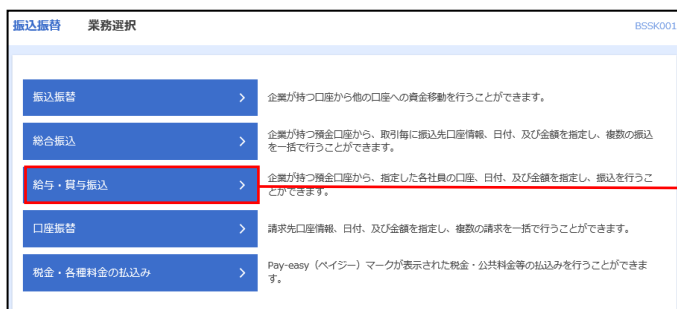 振込振替 業務選択 BSSK001
振込振替 企業が持つ口座から他の口座への資金移動を行うことができます。
総合振込 企業が持つ預金口座から、取引毎に振込先口座情報、日付、及び金額を指定し、複数の振込
を一括で行うことができます。
給与・賞与振込 企業が持つ預金口座から、指定した各社員の口座、日付、及び金額を指定し、振込を行うこ
とができます。
口座振替 請求先口座情報、日付、及び金額を指定し、複数の請求を一括で行うことができます。
税金・各種料金の払込み Pay-easy（ペイジー）マークが表示された税金・公共料金等の払込みを行うことができま
す。